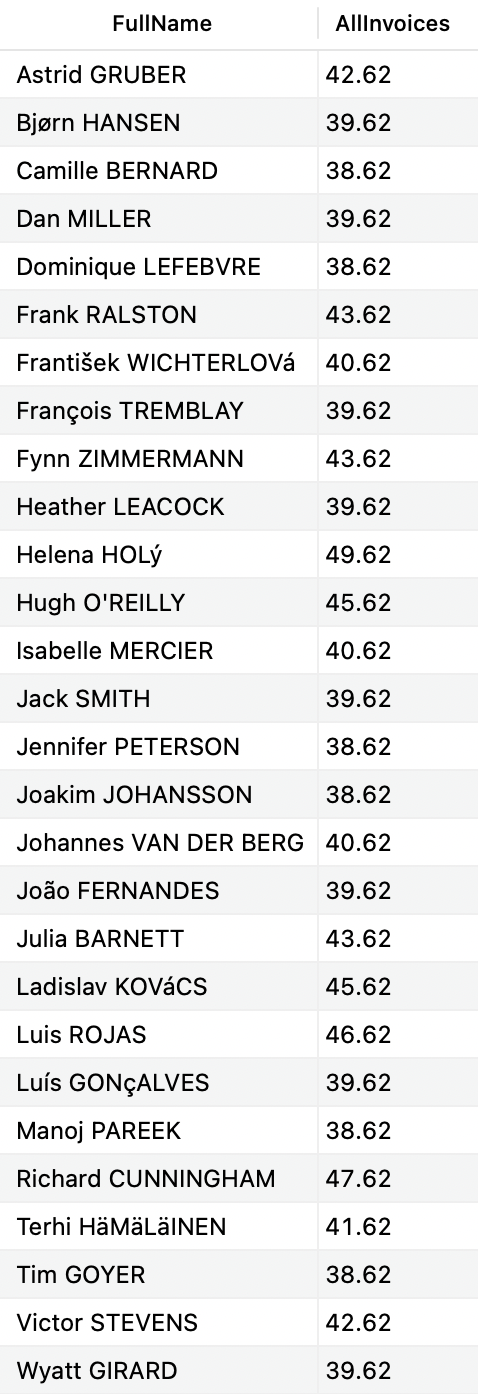 FullName AllInvoices
Astrid GRUBER 42.62
Bjørn HANSEN 39.62
Camille BERNARD 38.62
Dan MILLER 39.62
Dominique LEFEBVRE 38.62
Frank RALSTON 43.62
František WICHTERLOVá 40.62
François TREMBLAY 39.62
Fynn ZIMMERMANN 43.62
Heather LEACOCK 39.62
Helena HOLý 49.62
Hugh O'REILLY 45.62
Isabelle MERCIER 40.62
Jack SMITH 39.62
Jennifer PETERSON 38.62
Joakim JOHANSSON 38.62
Johannes VAN DER BERG 40.62
João FERNANDES 39.62
Julia BARNETT 43.62
Ladislav KOVáCS 45.62
Luis ROJAS 46.62
Luís GONçALVES 39.62
Manoj PAREEK 38.62
Richard CUNNINGHAM 47.62
Terhi HäMäLäINEN 41.62
Tim GOYER 38.62
Victor STEVENS 42.62
Wyatt GIRARD 39.62